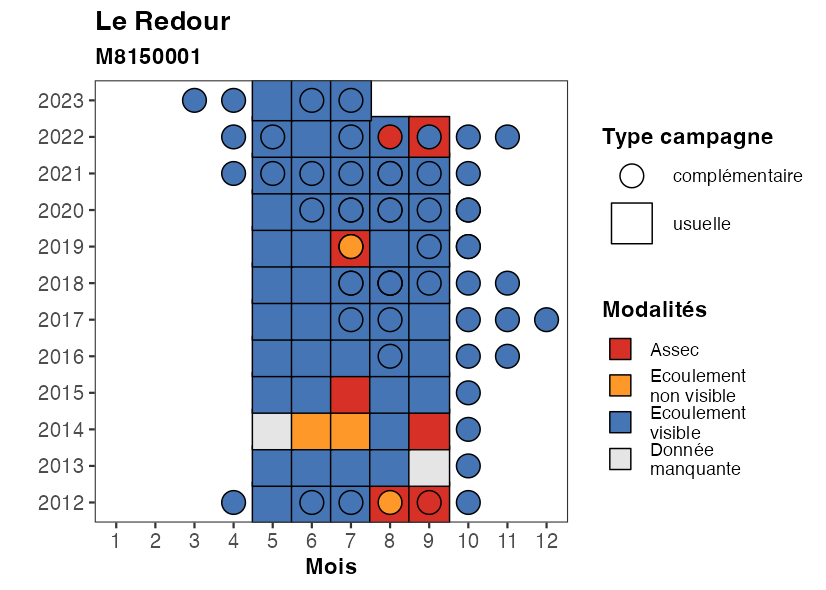 Le Redour
M8150001
2023
2022
2021
2020
2019
2018
2017
2016
2015
2014
2013
2012
1 2 3 4 5 6 7 8 9 10 11 12
Mois
Type campagne
complémentaire
usuelle
Modalités
Assec
Ecoulement
non visible
Ecoulement
visible
Donnée
manquante